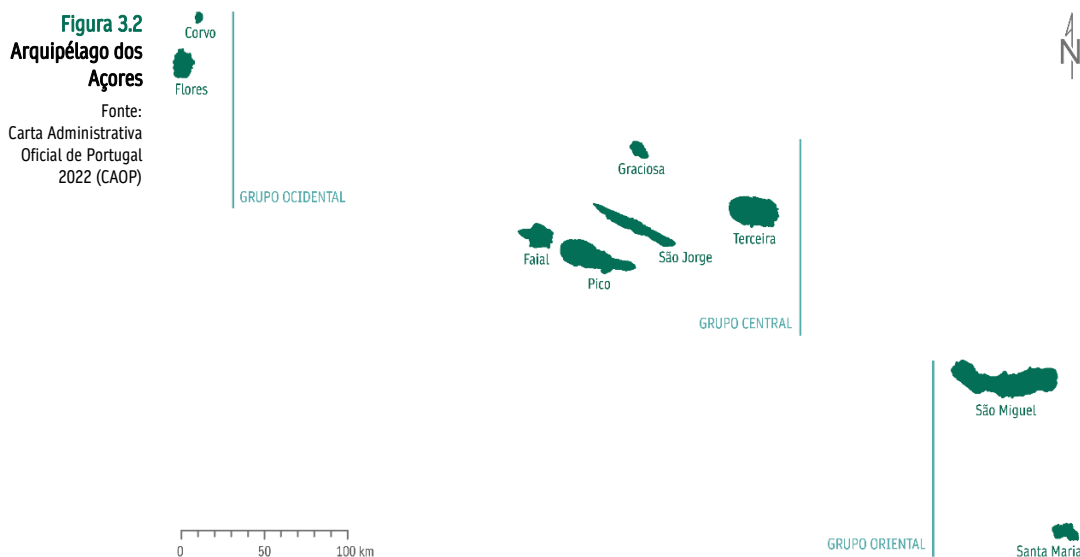 Figura 3.2
Arquipélago dos
Açores
Fonte:
Carta Administrativa
Oficial de Portugal
2022 (CAOP)
Corvo
Flores
GRUPO OCIDENTAL
N
Graciosa
Terceira
Faial
São Jorge
Pico
GRUPO CENTRAL
São Miguel
GRUPO ORIENTAL
Santa Maria
0 50 100 km